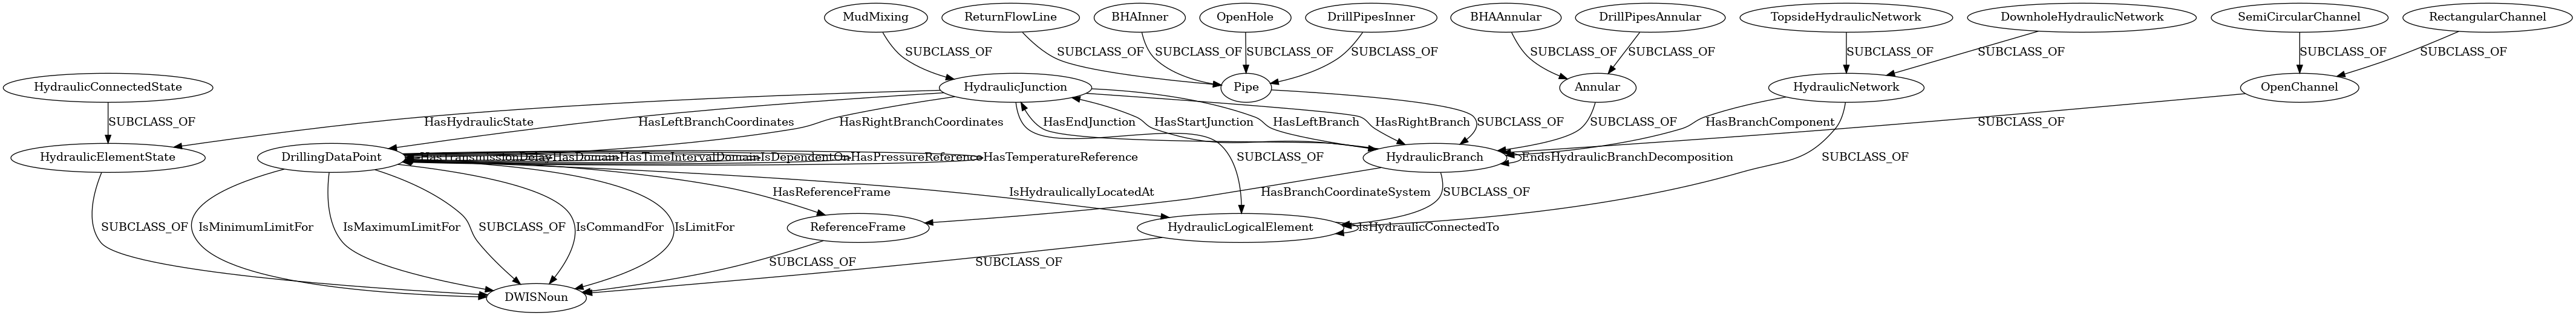 MudMixing ReturnFlowLine BHAInner OpenHole DrillPipesInner BHAAnnular DrillPipesAnnular TopsideHydraulicNetwork DownholeHydraulicNetwork SemiCircularChannel RectangularChannel
SUBCLASS_OF SUBCLASS_OF SUBCLASS_OF SUBCLASS_OF SUBCLASS_OF SUBCLASS_OF SUBCLASS_OF SUBCLASS_OF SUBCLASS_OF SUBCLASS_OF SUBCLASS_OF
HydraulicConnectedState HydraulicJunction Pipe Annular HydraulicNetwork OpenChannel
SUBCLASS_OF HasHydraulicState HasLeftBranchCoordinates HasRightBranchCoordinates HasEndJunction HasStartJunction HasLeftBranch HasRightBranch SUBCLASS_OF SUBCLASS_OF HasBranchComponent SUBCLASS_OF
HydraulicElementState DrillingDataPoint HasTransmissionDelay HasDomain HasTimeIntervalDomain IsDependentOn HasPressureReference HasTemperatureReference SUBCLASS_OF HydraulicBranch EndsHydraulicBranchDecomposition SUBCLASS_OF
HasReferenceFrame IsHydraulicallyLocatedAt HasBranchCoordinateSystem SUBCLASS_OF
SUBCLASS_OF IsMinimumLimitFor IsMaximumLimitFor SUBCLASS_OF IsCommandFor IsLimitFor ReferenceFrame HydraulicLogicalElement IsHydraulicConnectedTo
SUBCLASS_OF SUBCLASS_OF
DWISNoun